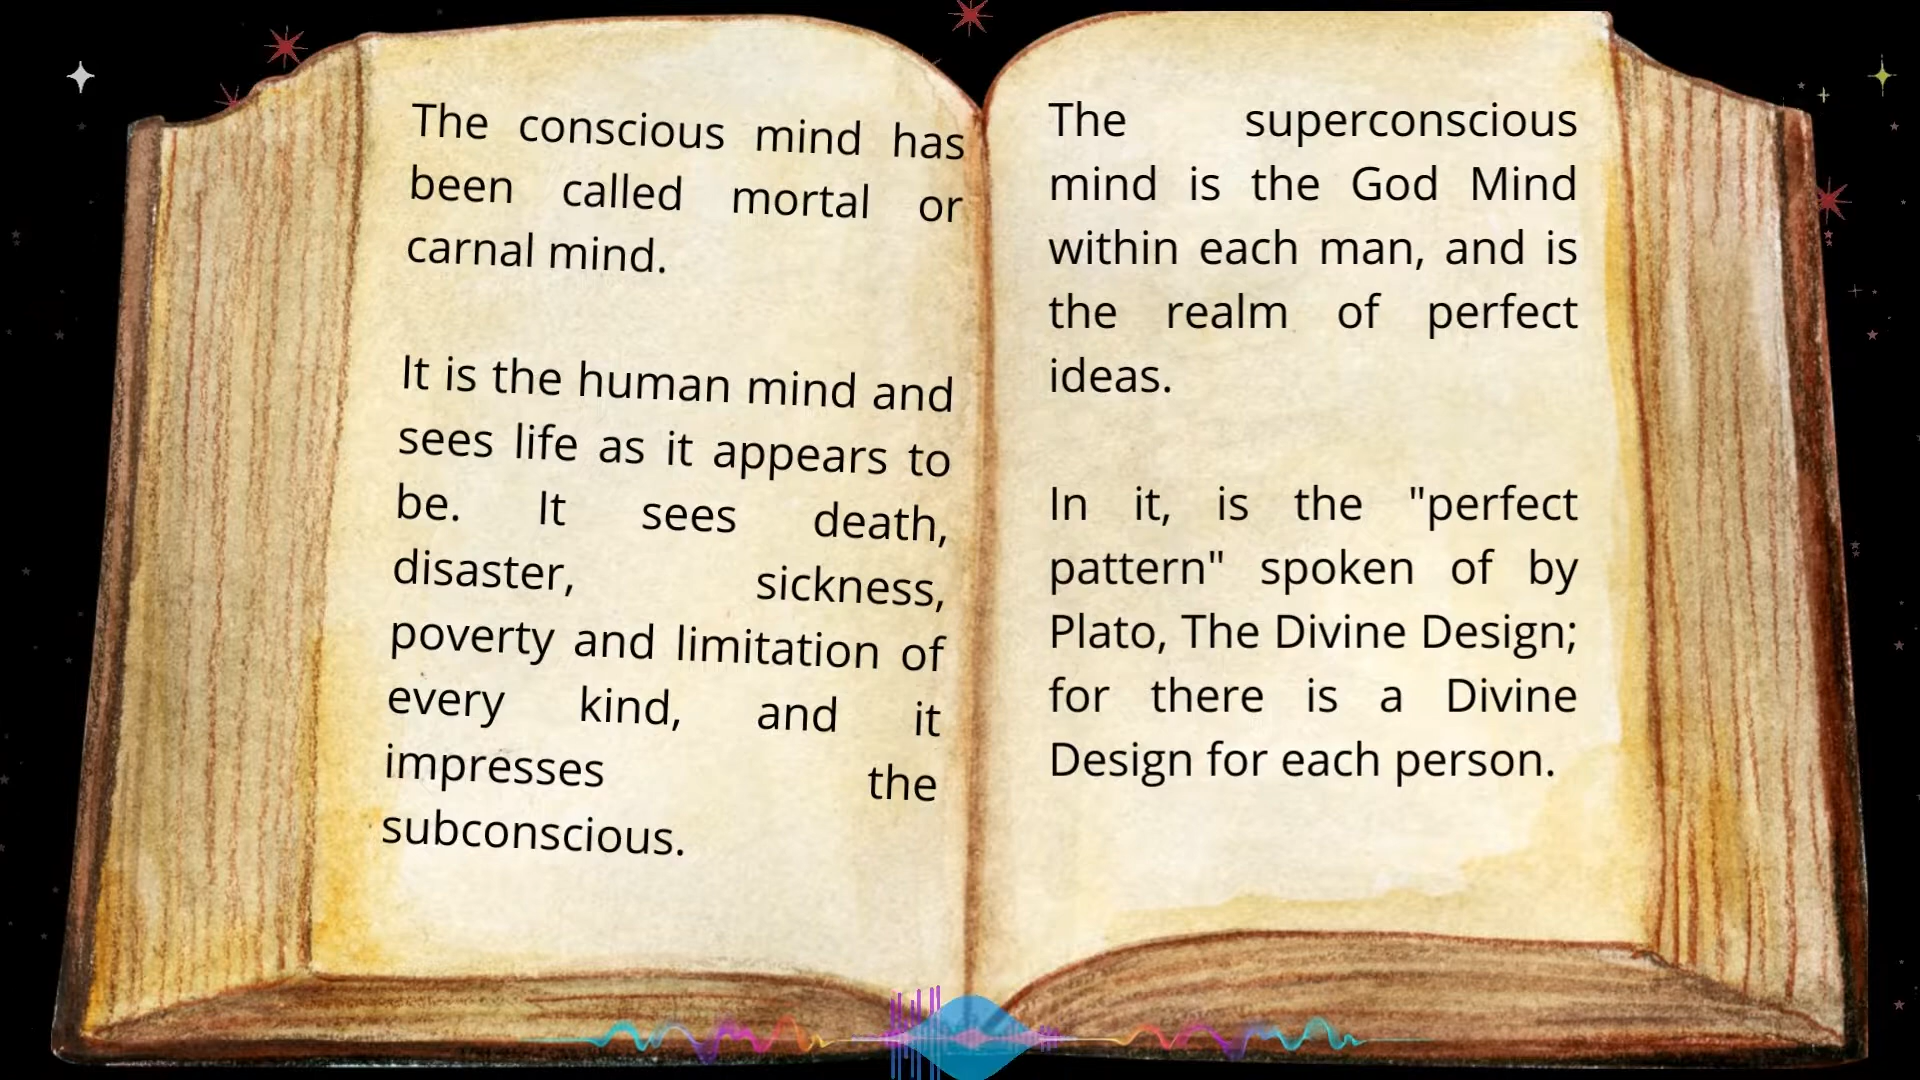 The conscious mind has
been called mortal or
carnal mind.
It is the human mind and
sees life as it appears to
be. It sees death,
disaster, sickness,
poverty and limitation of
every kind, and it
impresses the
subconscious.
The superconscious
mind is the God Mind
within each man, and is
the realm of perfect
ideas.
In it, is the "perfect
pattern" spoken of by
Plato, The Divine Design;
for there is a Divine
Design for each person.